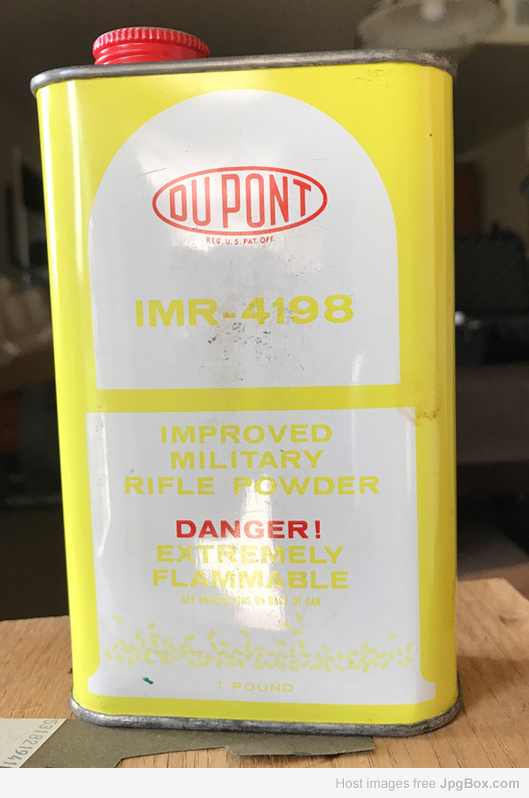 DU PONT
REG. U.S. PAT. OFF.
IMR-4198
IMPROVED
MILITARY
RIFLE POWDER
DANGER!
EXTREMELY
FLAMMABLE
SEE PRECAUTIONS ON BACK OF CAN
1 POUND
53182194
Host images free JpgBox.com